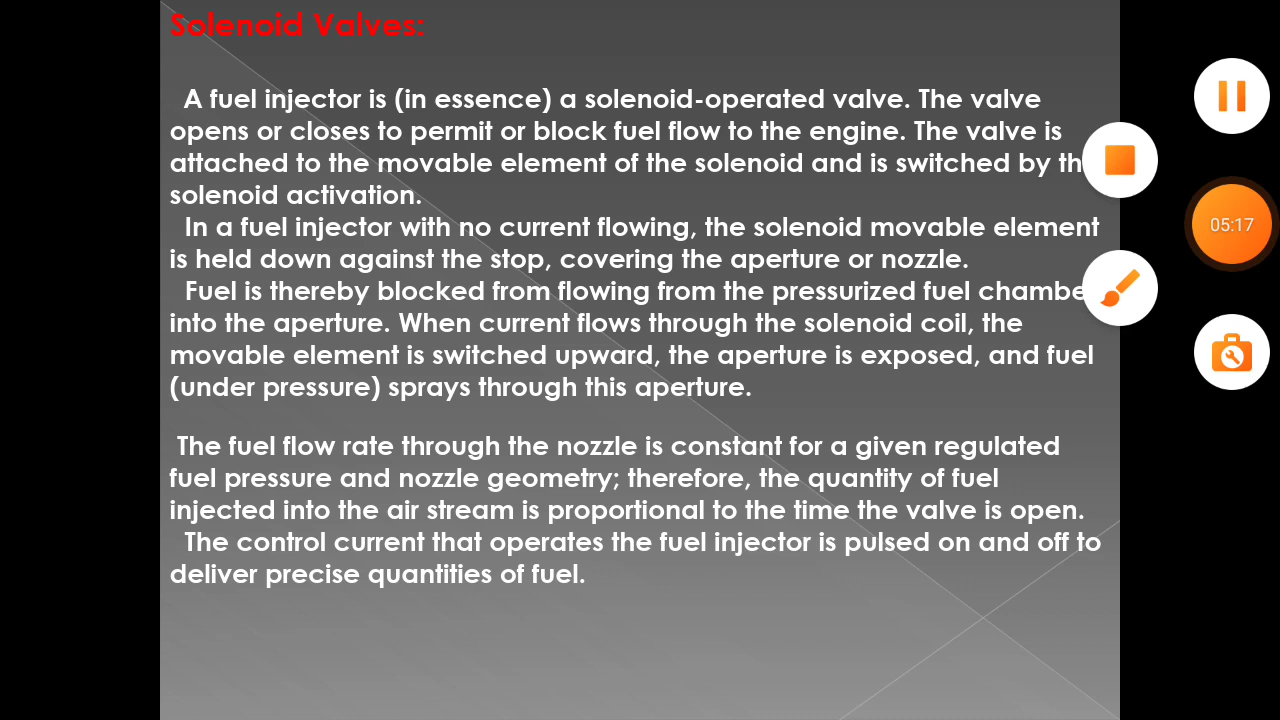 Solenoid Valves:
A fuel injector is (in essence) a solenoid-operated valve. The valve
opens or closes to permit or block fuel flow to the engine. The valve is
attached to the movable element of the solenoid and is switched by th
solenoid activation.
In a fuel injector with no current flowing, the solenoid movable element
is held down against the stop, covering the aperture or nozzle.
Fuel is thereby blocked from flowing from the pressurized fuel chambe
into the aperture. When current flows through the solenoid coil, the
movable element is switched upward, the aperture is exposed, and fuel
(under pressure) sprays through this aperture.
The fuel flow rate through the nozzle is constant for a given regulated
fuel pressure and nozzle geometry; therefore, the quantity of fuel
injected into the air stream is proportional to the time the valve is open.
The control current that operates the fuel injector is pulsed on and off to
deliver precise quantities of fuel.
05:17